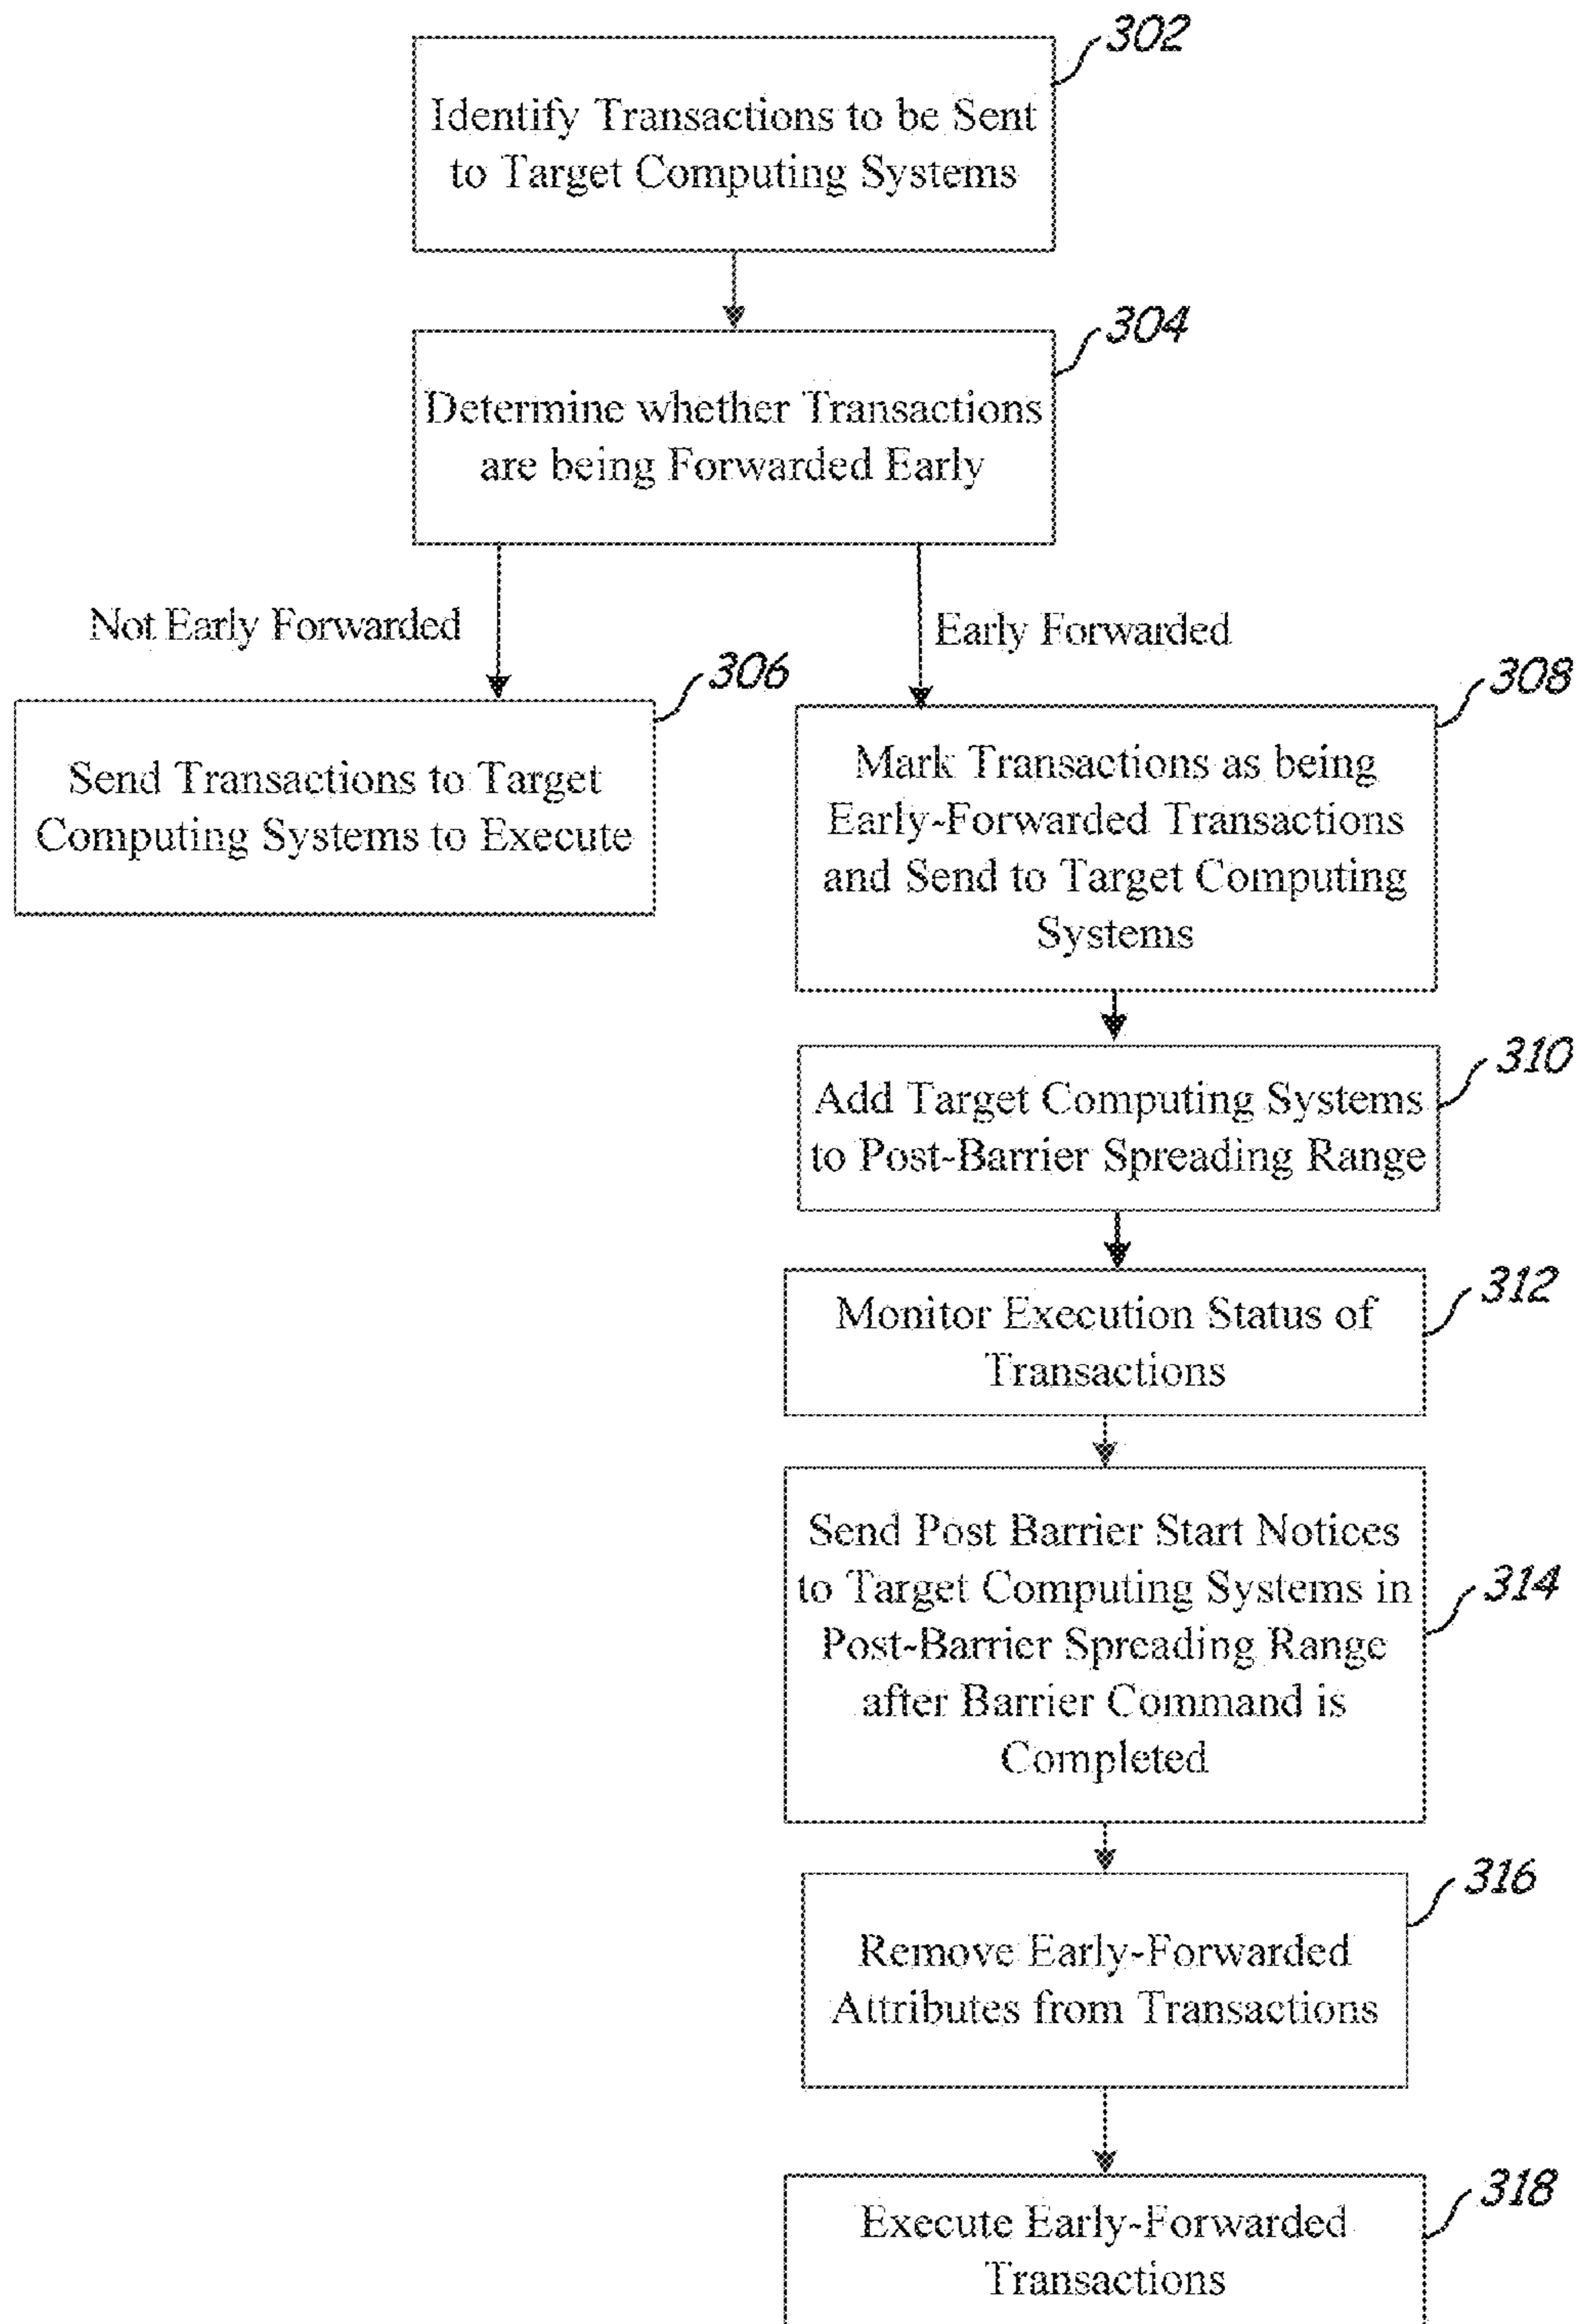 302
Identify Transactions to be Sent
to Target Computing Systems
304
Determine whether Transactions
are being Forwarded Early
Not Early Forwarded
Early Forwarded
306
Send Transactions to Target
Computing Systems to Execute
308
Mark Transactions as being
Early-Forwarded Transactions
and Send to Target Computing
Systems
310
Add Target Computing Systems
to Post-Barrier Spreading Range
312
Monitor Execution Status of
Transactions
314
Send Post Barrier Start Notices
to Target Computing Systems in
Post-Barrier Spreading Range
after Barrier Command is
Completed
316
Remove Early-Forwarded
Attributes from Transactions
318
Execute Early-Forwarded
Transactions